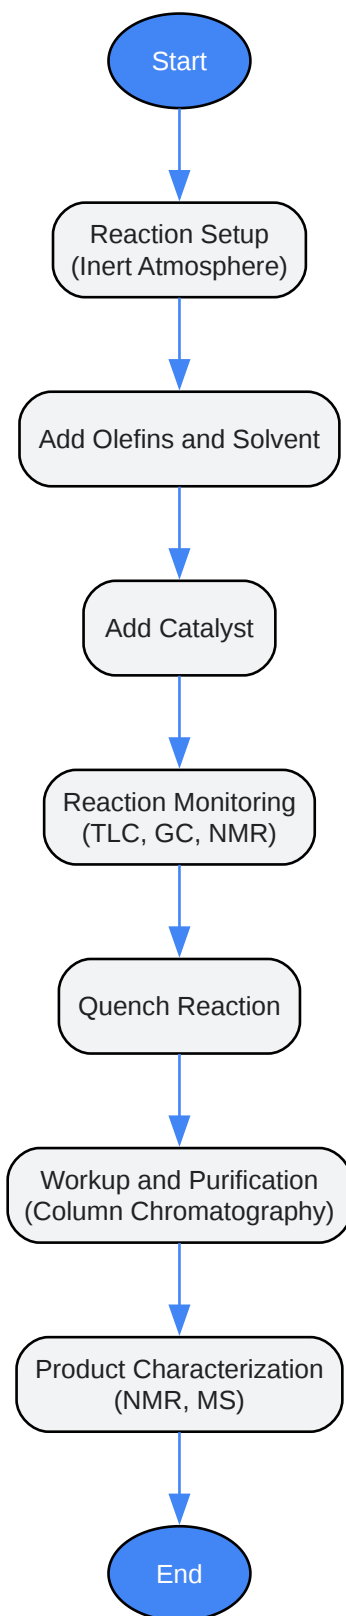 Start
Reaction Setup
(Inert Atmosphere)
Add Olefins and Solvent
Add Catalyst
Reaction Monitoring
(TLC, GC, NMR)
Quench Reaction
Workup and Purification
(Column Chromatography)
Product Characterization
(NMR, MS)
End